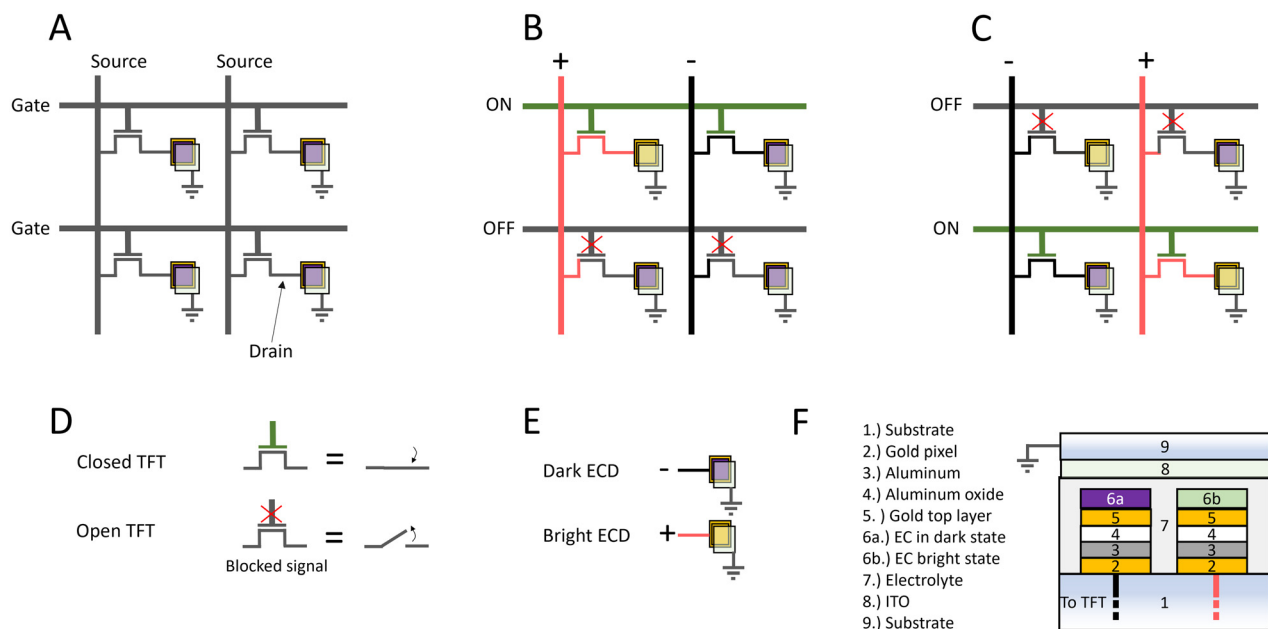 A
Source Source
Gate
Gate
Drain
B
+ -
ON
OFF
C
- +
OFF
ON
D
Closed TFT =
Open TFT =
Blocked signal
E
Dark ECD -
Bright ECD +
F
1.) Substrate
2.) Gold pixel
3.) Aluminum
4.) Aluminum oxide
5. ) Gold top layer
6a.) EC in dark state
6b.) EC bright state
7.) Electrolyte
8.) ITO
9.) Substrate
9
8
6a 6b
5 5
7
4 4
3 3
2 2
To TFT 1